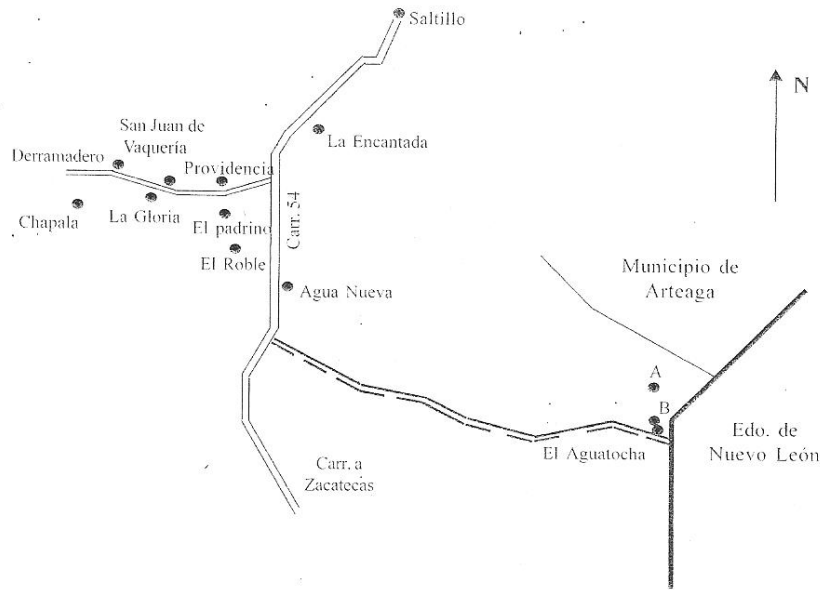 Saltillo
N
San Juan de
Vaquería
La Encantada
Derramadero
Providencia
Chapala
La Gloria
El padrino
Carr. 54
El Roble
Agua Nueva
Municipio de
Arteaga
A
B
Edo. de
Nuevo León
El Aguatocha
Carr. a
Zacatecas